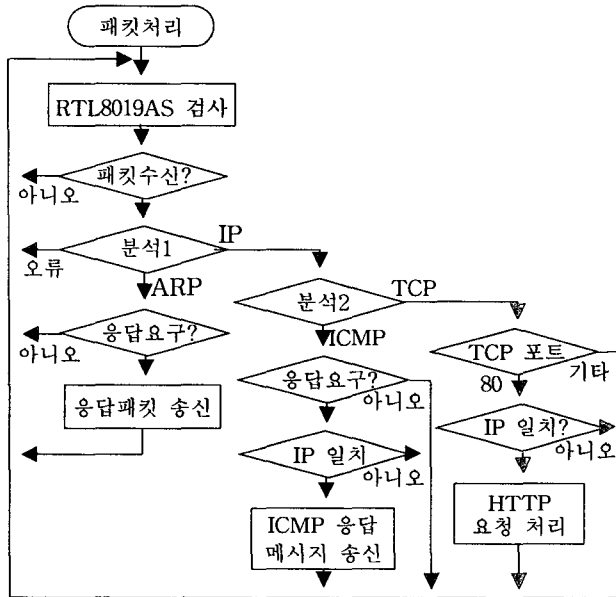 패킷처리
RTL8019AS 검사
패킷수신?
아니오
분석1
IP
오류
ARP
분석2
TCP
응답요구?
아니오
ICMP
TCP 포트
기타
80
응답패킷 송신
응답요구?
아니오
IP 일치?
아니오
IP 일치
아니오
HTTP
요청 처리
ICMP 응답
메시지 송신